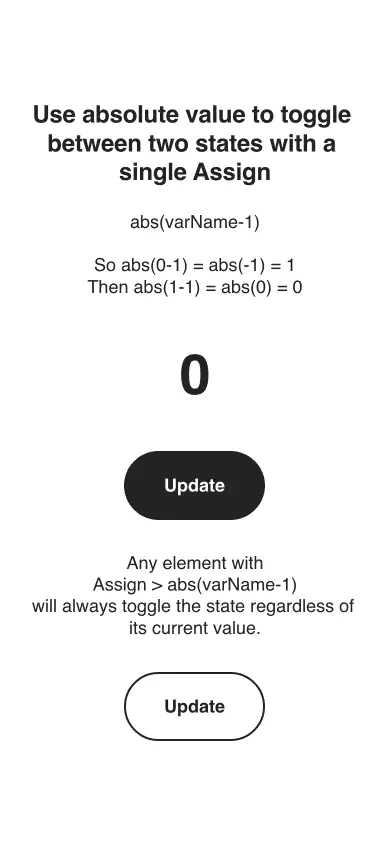 Use absolute value to toggle
between two states with a
single Assign
abs(varName-1)
So abs(0-1) = abs(-1) = 1
Then abs(1-1) = abs(0) = 0
0
Update
Any element with
Assign > abs(varName-1)
will always toggle the state regardless of
its current value.
Update